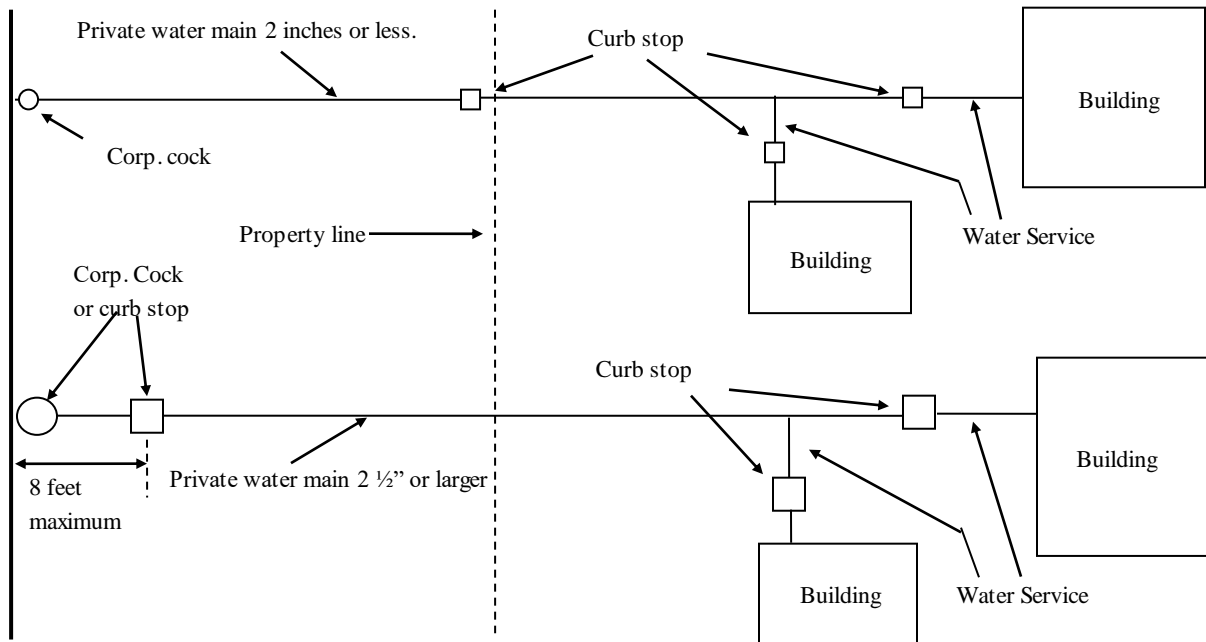 Private water main 2 inches or less.
Curb stop
Building
Corp. cock
Property line
Water Service
Building
Corp. Cock
or curb stop
Curb stop
Building
8 feet
maximum
Private water main 2 ½” or larger
Building
Water Service